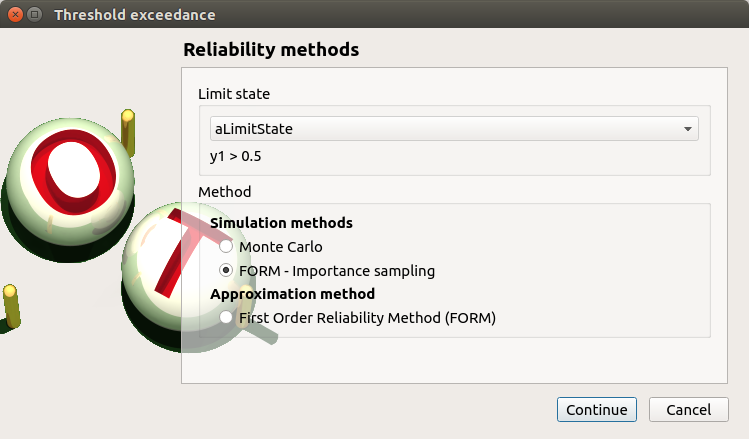 Threshold exceedance
Reliability methods
Limit state
aLimitState
y1 > 0.5
Method
Simulation methods
Monte Carlo
FORM - Importance sampling
Approximation method
First Order Reliability Method (FORM)
Continue
Cancel
O
T